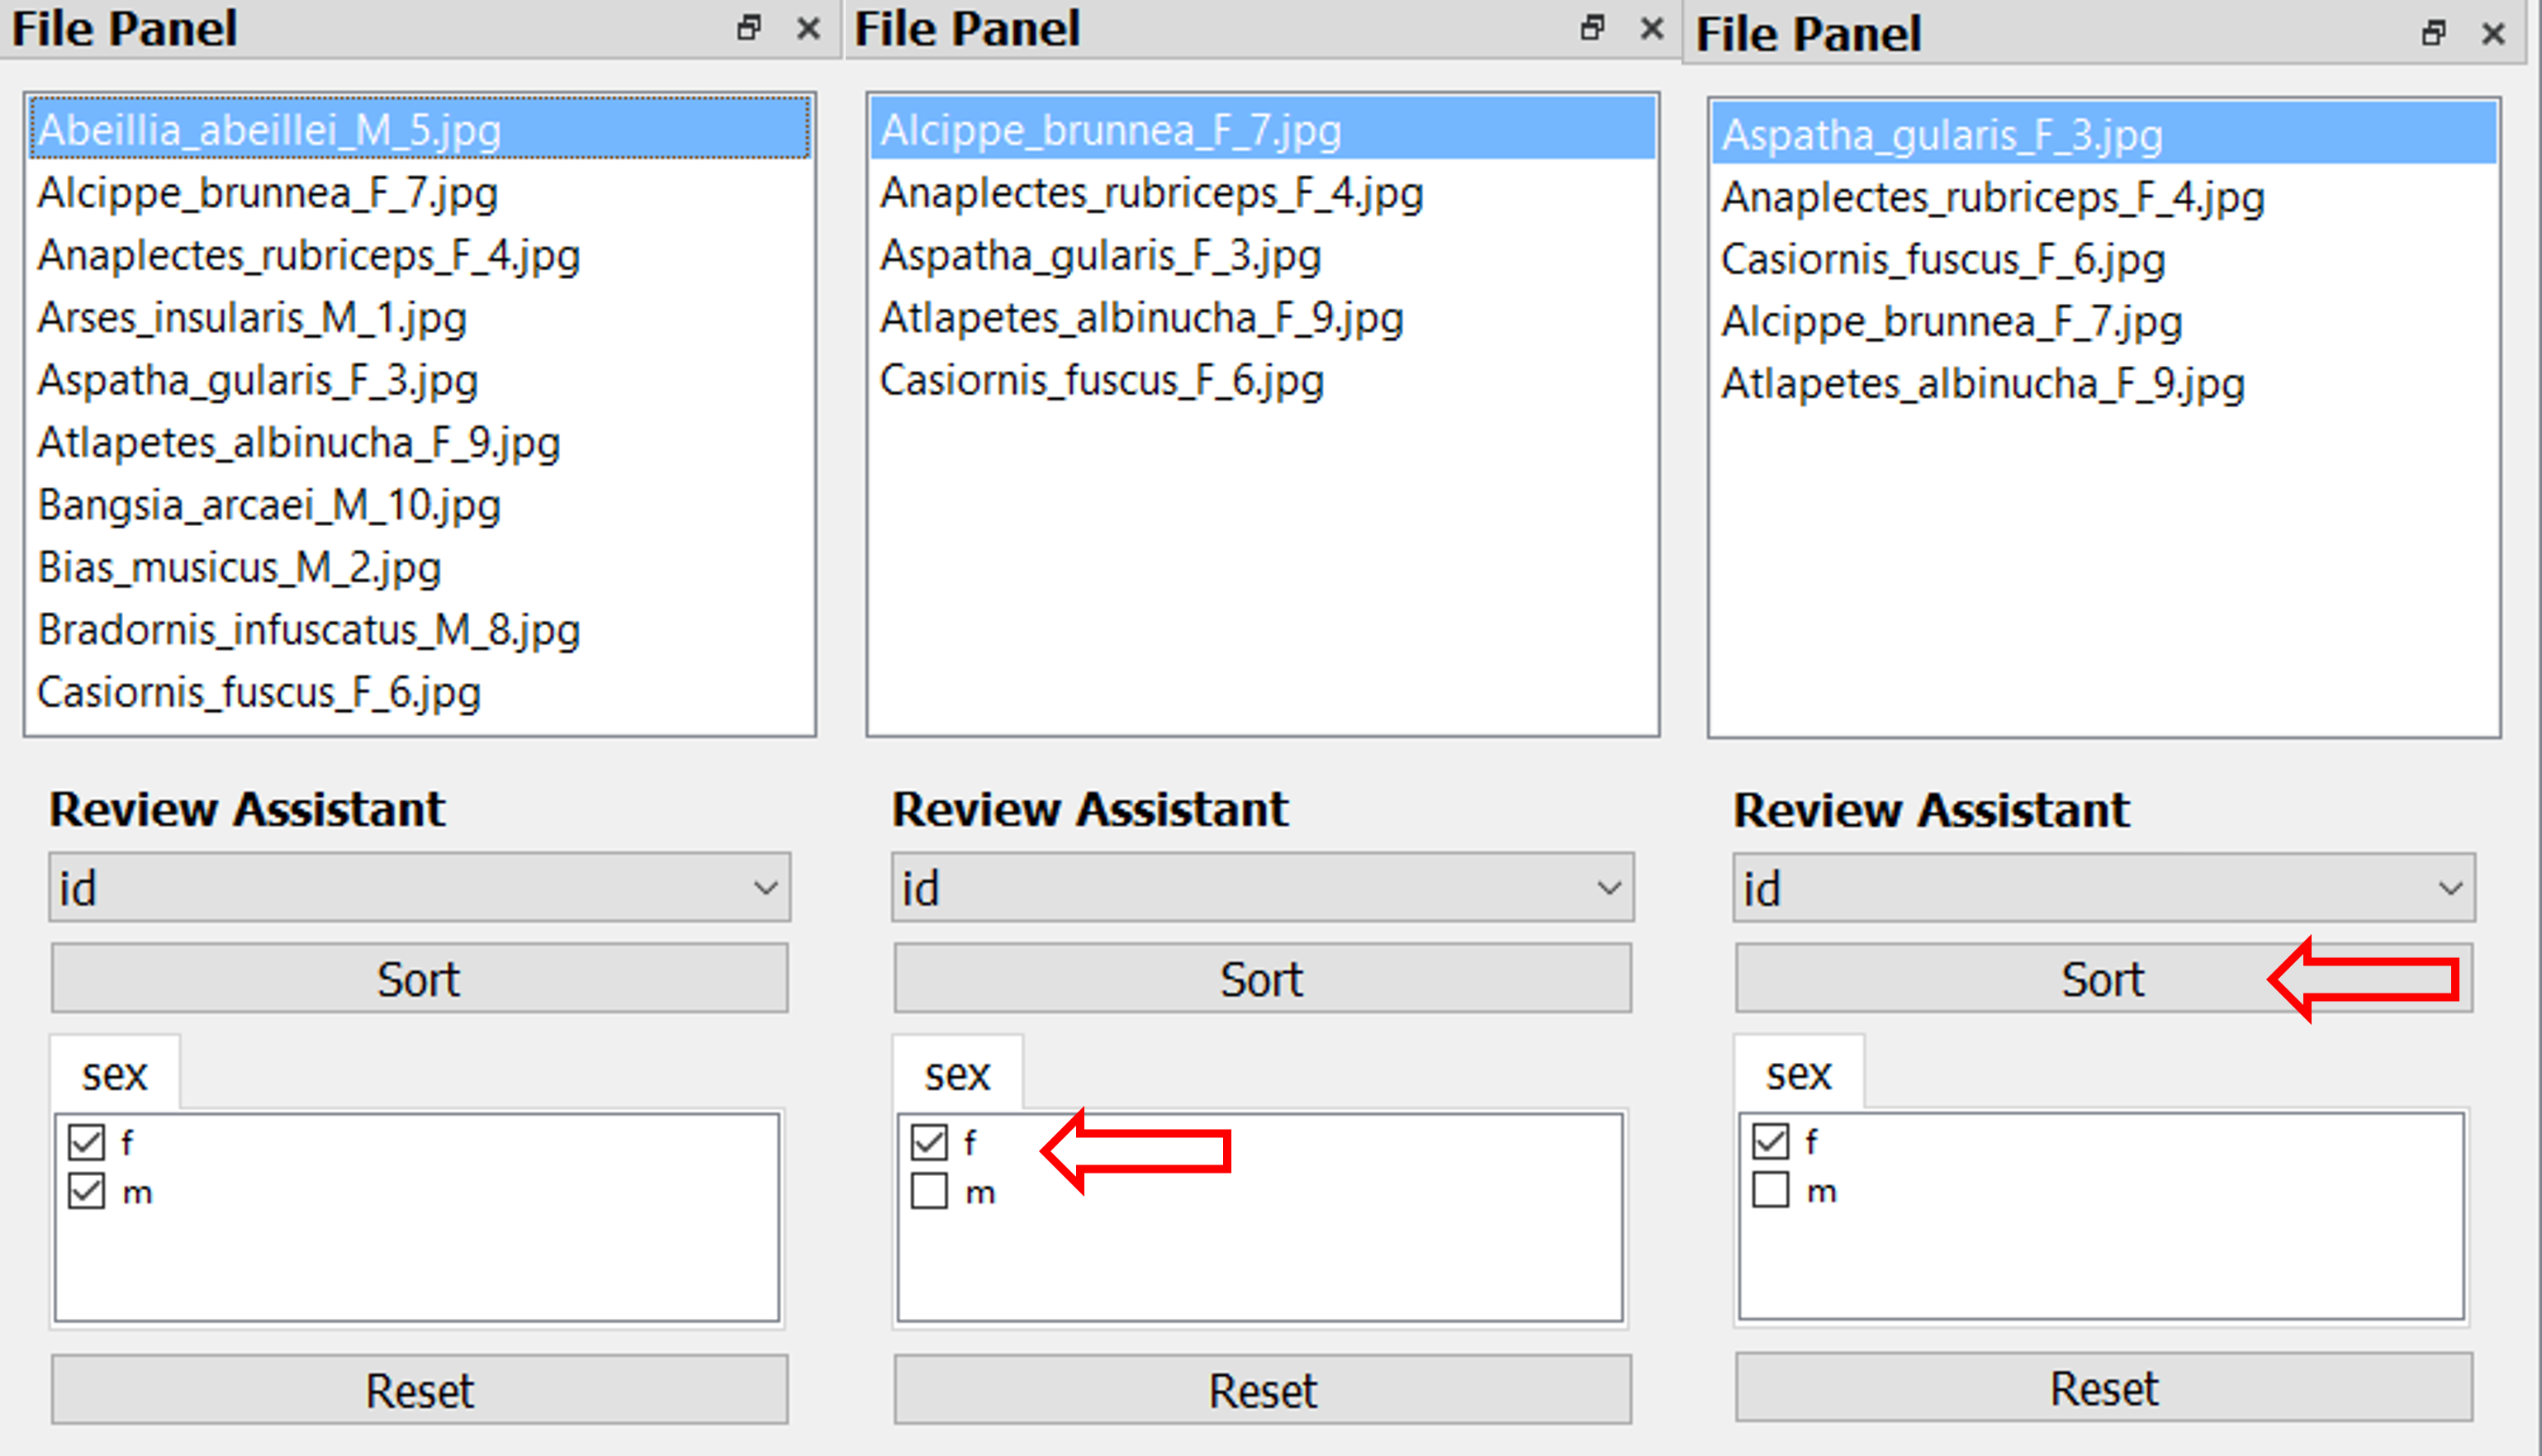 File Panel
Abeillia_abeillei_M_5.jpg
Alcippe_brunnea_F_7.jpg
Anaplectes_rubriceps_F_4.jpg
Arses_insularis_M_1.jpg
Aspatha_gularis_F_3.jpg
Atlapetes_albinucha_F_9.jpg
Bangsia_arcaei_M_10.jpg
Bias_musicus_M_2.jpg
Bradornis_infuscatus_M_8.jpg
Casiornis_fuscus_F_6.jpg
Review Assistant
id
Sort
sex
f
m
Reset
File Panel
Alcippe_brunnea_F_7.jpg
Anaplectes_rubriceps_F_4.jpg
Aspatha_gularis_F_3.jpg
Atlapetes_albinucha_F_9.jpg
Casiornis_fuscus_F_6.jpg
Review Assistant
id
Sort
sex
f
m
Reset
File Panel
Aspatha_gularis_F_3.jpg
Anaplectes_rubriceps_F_4.jpg
Casiornis_fuscus_F_6.jpg
Alcippe_brunnea_F_7.jpg
Atlapetes_albinucha_F_9.jpg
Review Assistant
id
Sort
sex
f
m
Reset